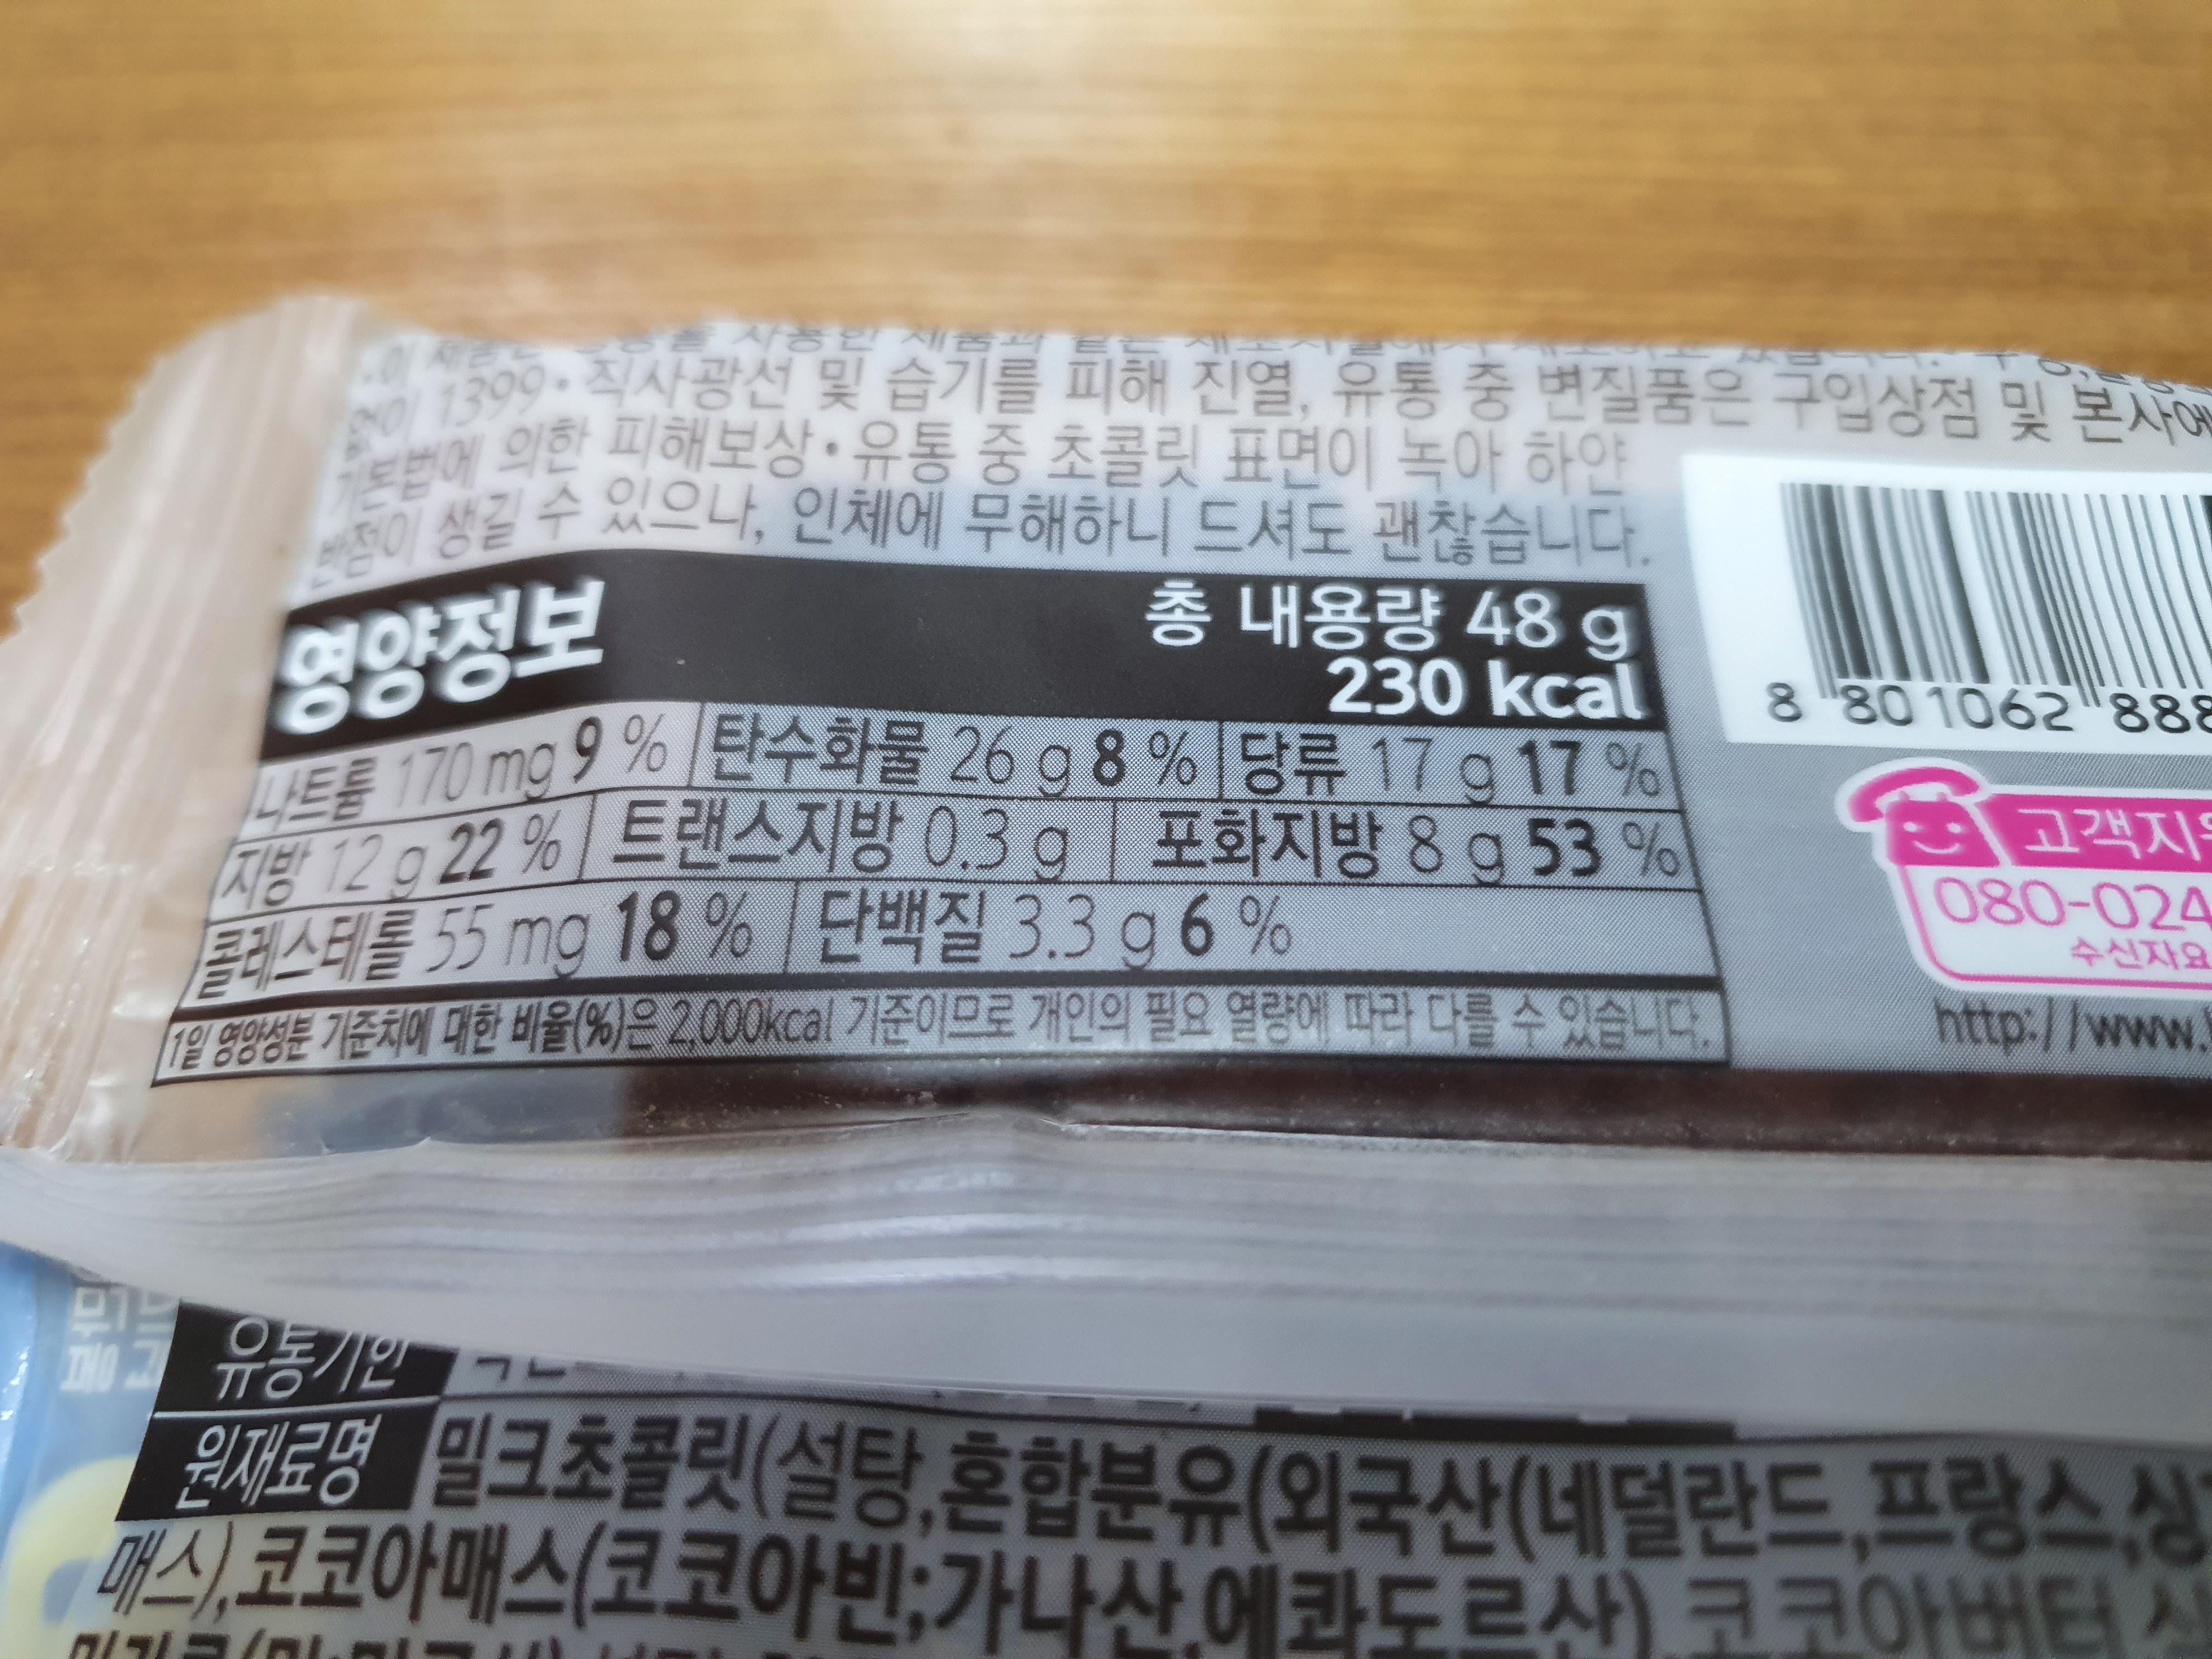 직사광선 및 습기를 피해 진열, 유통 중 변질품은 구입상점 및 본사에
없이 1399•
기본법에 의한 피해보상•유통 중 초콜릿 표면이 녹아 하얀
반점이 생길 수 있으나, 인체에 무해하니 드셔도 괜찮습니다.
영양정보
총 내용량 48 g
230 kcal
나트륨 170 mg 9 % 탄수화물 26 g 8 % 당류 17 g 17 %
지방 12 g 22 % 트랜스지방 0.3 g 포화지방 8 g 53 %
콜레스테롤 55 mg 18 % 단백질 3.3 g 6 %
1일 영양성분 기준치에 대한 비율(%)은 2,000kcal 기준이므로 개인의 필요 열량에 따라 다를 수 있습니다.
8 801062 888
고객지
080-024
수신자요
http://www.
유통기한
원재료명 밀크초콜릿(설탕,혼합분유(외국산(네덜란드,프랑스,싱
매스),코코아매스(코코아빈;가나산,에콰도르산),코코아버터,